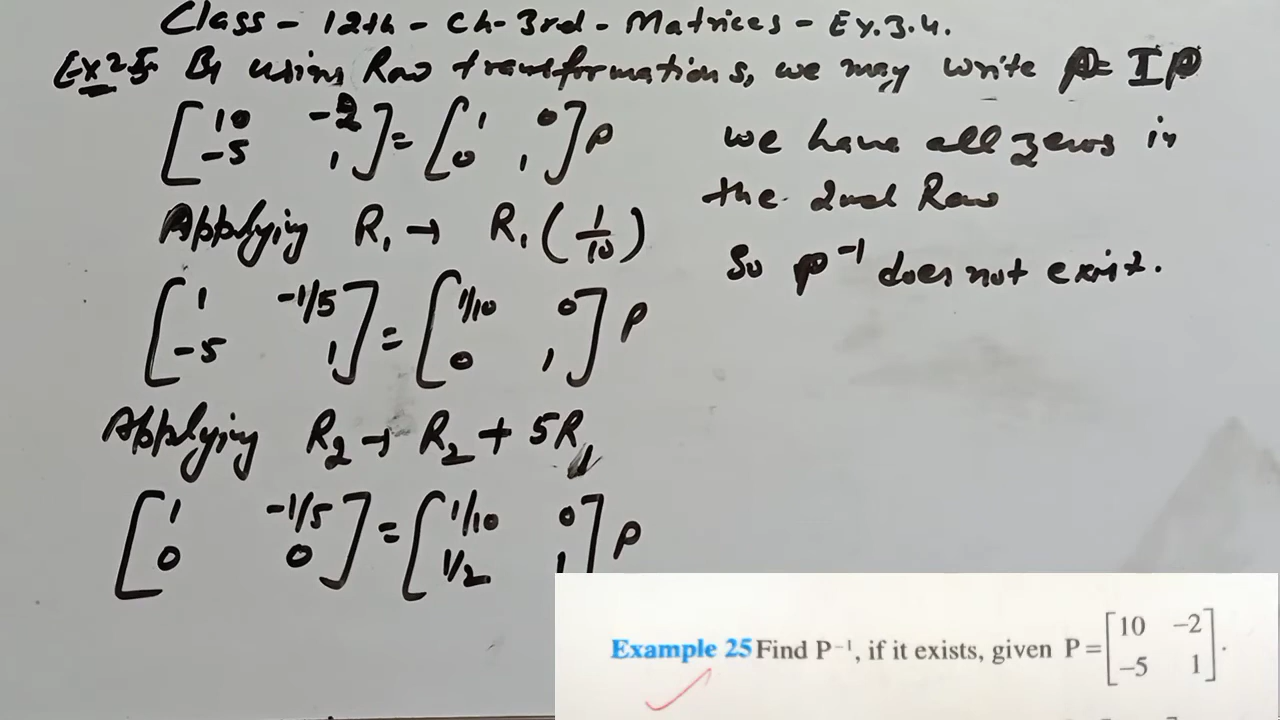 Class - 12th - Ch- 3rd - Matrices - Ex. 3.4.
Ex 25 By using Row transformations, we may write P = IP
[10 -2
-5 1] = [1 0
0 1] P
Applying R₁ → R₁ (1/10)
[1 -1/5
-5 1] = [1/10 0
0 1] P
Applying R₂ → R₂ + 5R₁
[1 -1/5
0 0] = [1/10 0
1/2 1] P
we have all zeros in
the 2nd Row
So P⁻¹ does not exist.
Example 25 Find P⁻¹, if it exists, given P = [10 -2
-5 1].